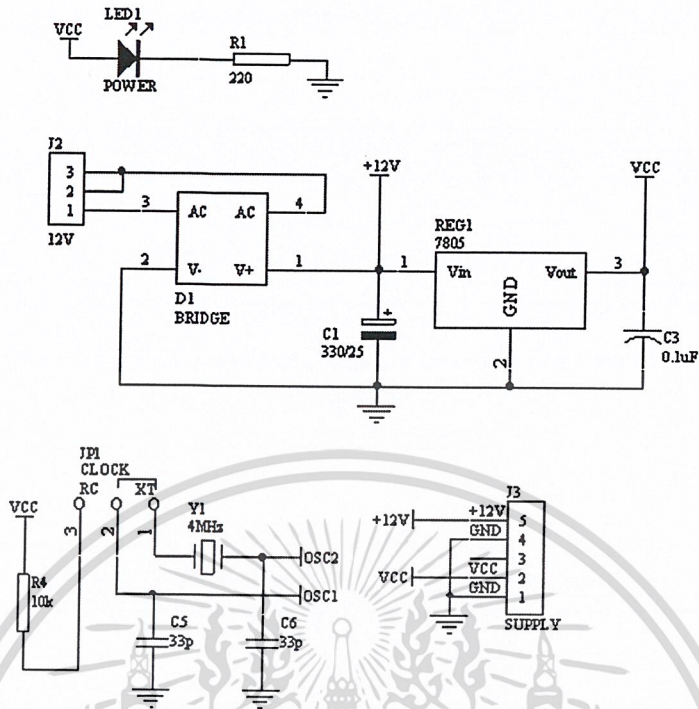 LED1
VCC
R1
220
POWER
J2
3
2
1
12V
3
AC
AC
4
2
V-
V+
1
D1
BRIDGE
+12V
VCC
REG1
7805
1
Vin
Vout
3
GND
2
C1
330/25
C3
0.1uF
JP1
CLOCK
RC
XT
VCC
3
2
1
Y1
4MHz
OSC2
OSC1
R4
10k
C5
33p
C6
33p
J3
+12V
+12V
5
GND
4
3
VCC
VCC
2
GND
1
SUPPLY